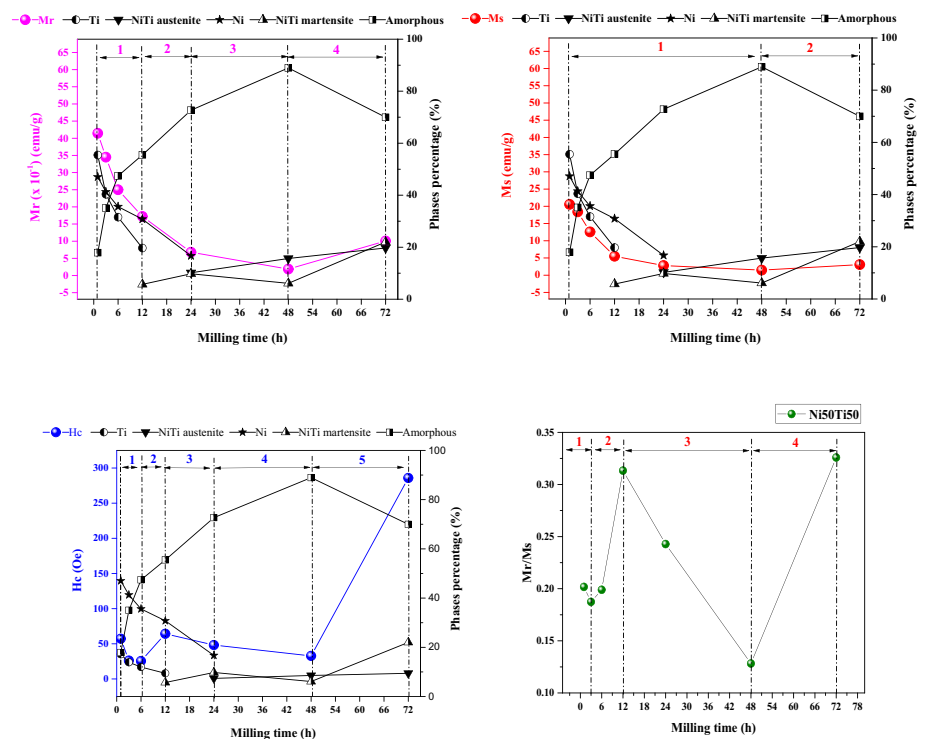 Mr Ti NiTi austenite Ni NiTi martensite Amorphous
1 2 3 4
65 60 55 50 45 40 35 30 25 20 15 10 5 0 -5
Mr (x 10⁻¹) (emu/g)
100 80 60 40 20 0
Phases percentage (%)
0 6 12 18 24 30 36 42 48 54 60 66 72
Milling time (h)
Ms Ti NiTi austenite Ni NiTi martensite Amorphous
1 2
65 60 55 50 45 40 35 30 25 20 15 10 5 0 -5
Ms (emu/g)
100 80 60 40 20 0
Phases percentage (%)
0 6 12 18 24 30 36 42 48 54 60 66 72
Milling time (h)
Hc Ti NiTi austenite Ni NiTi martensite Amorphous
1 2 3 4 5
300 250 200 150 100 50 0
Hc (Oe)
100 80 60 40 20 0
Phases percentage (%)
0 6 12 18 24 30 36 42 48 54 60 66 72
Milling time (h)
Ni50Ti50
1 2 3 4
0.35 0.30 0.25 0.20 0.15 0.10
Mr/Ms
0 6 12 18 24 30 36 42 48 54 60 66 72 78
Milling time (h)